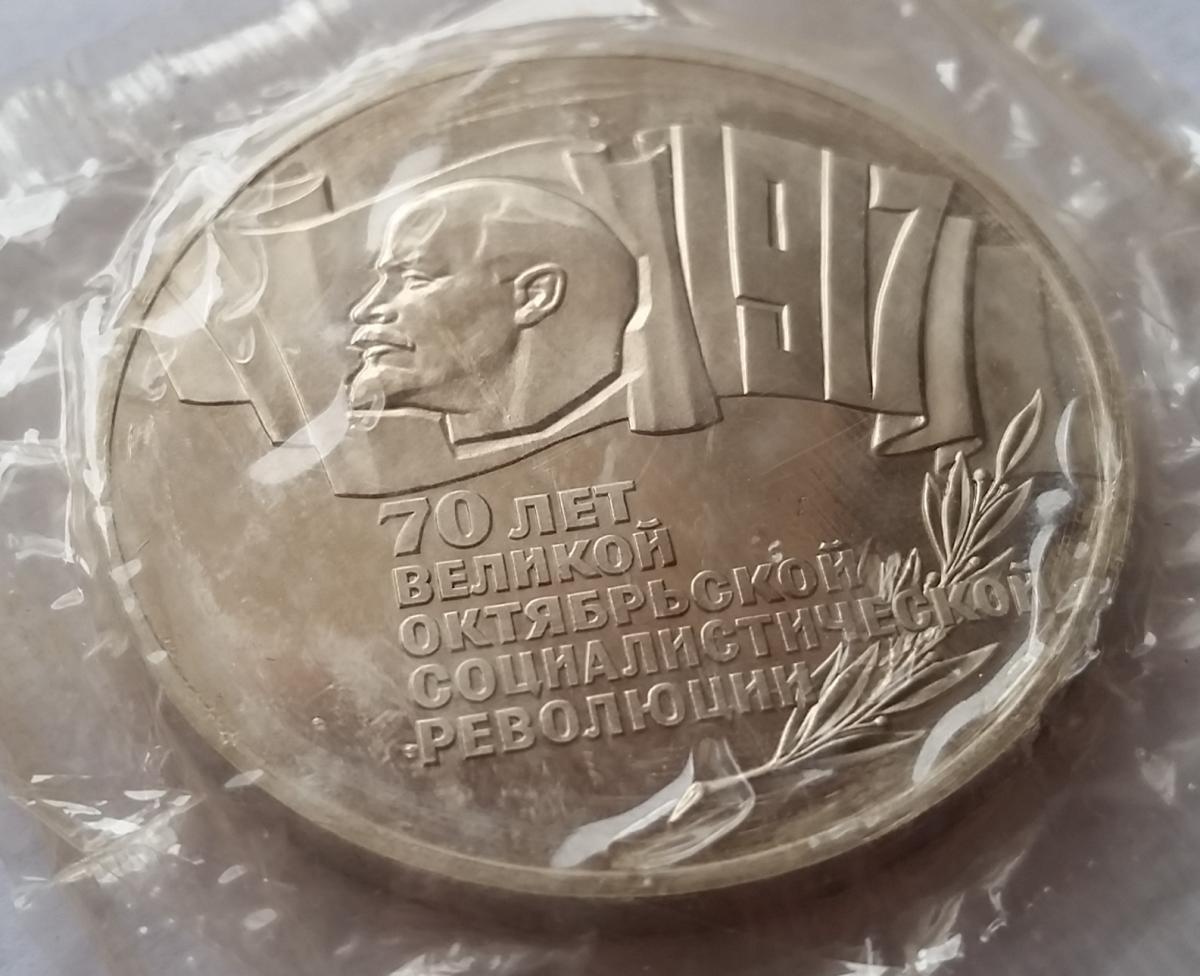 1917
70 ЛЕТ
ВЕЛИКОЙ
ОКТЯБРЬСКОЙ
СОЦИАЛИСТИЧЕСКОЙ
РЕВОЛЮЦИИ